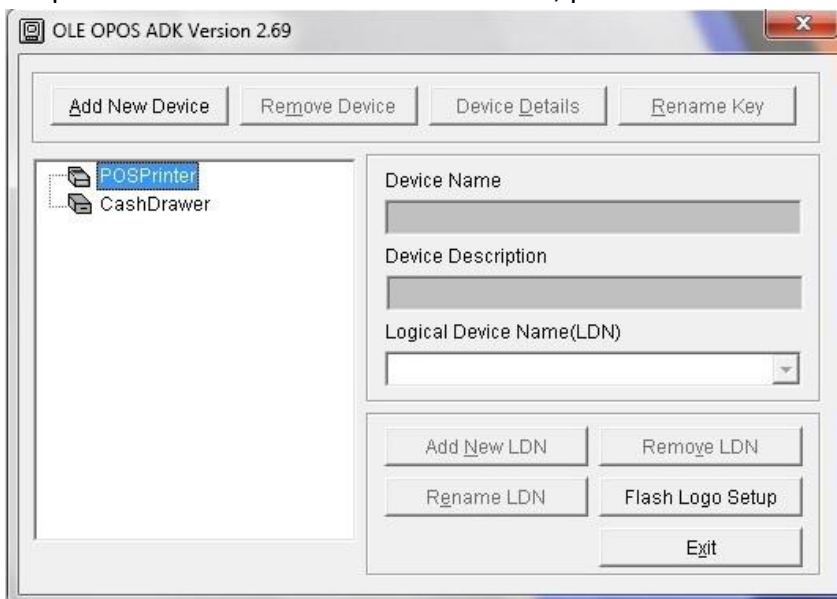 OLE OPOS ADK Version 2.69
Add New Device Remove Device Device Details Rename Key
POSPrinter
CashDrawer
Device Name
Device Description
Logical Device Name(LDN)
Add New LDN Remove LDN
Rename LDN Flash Logo Setup
Exit